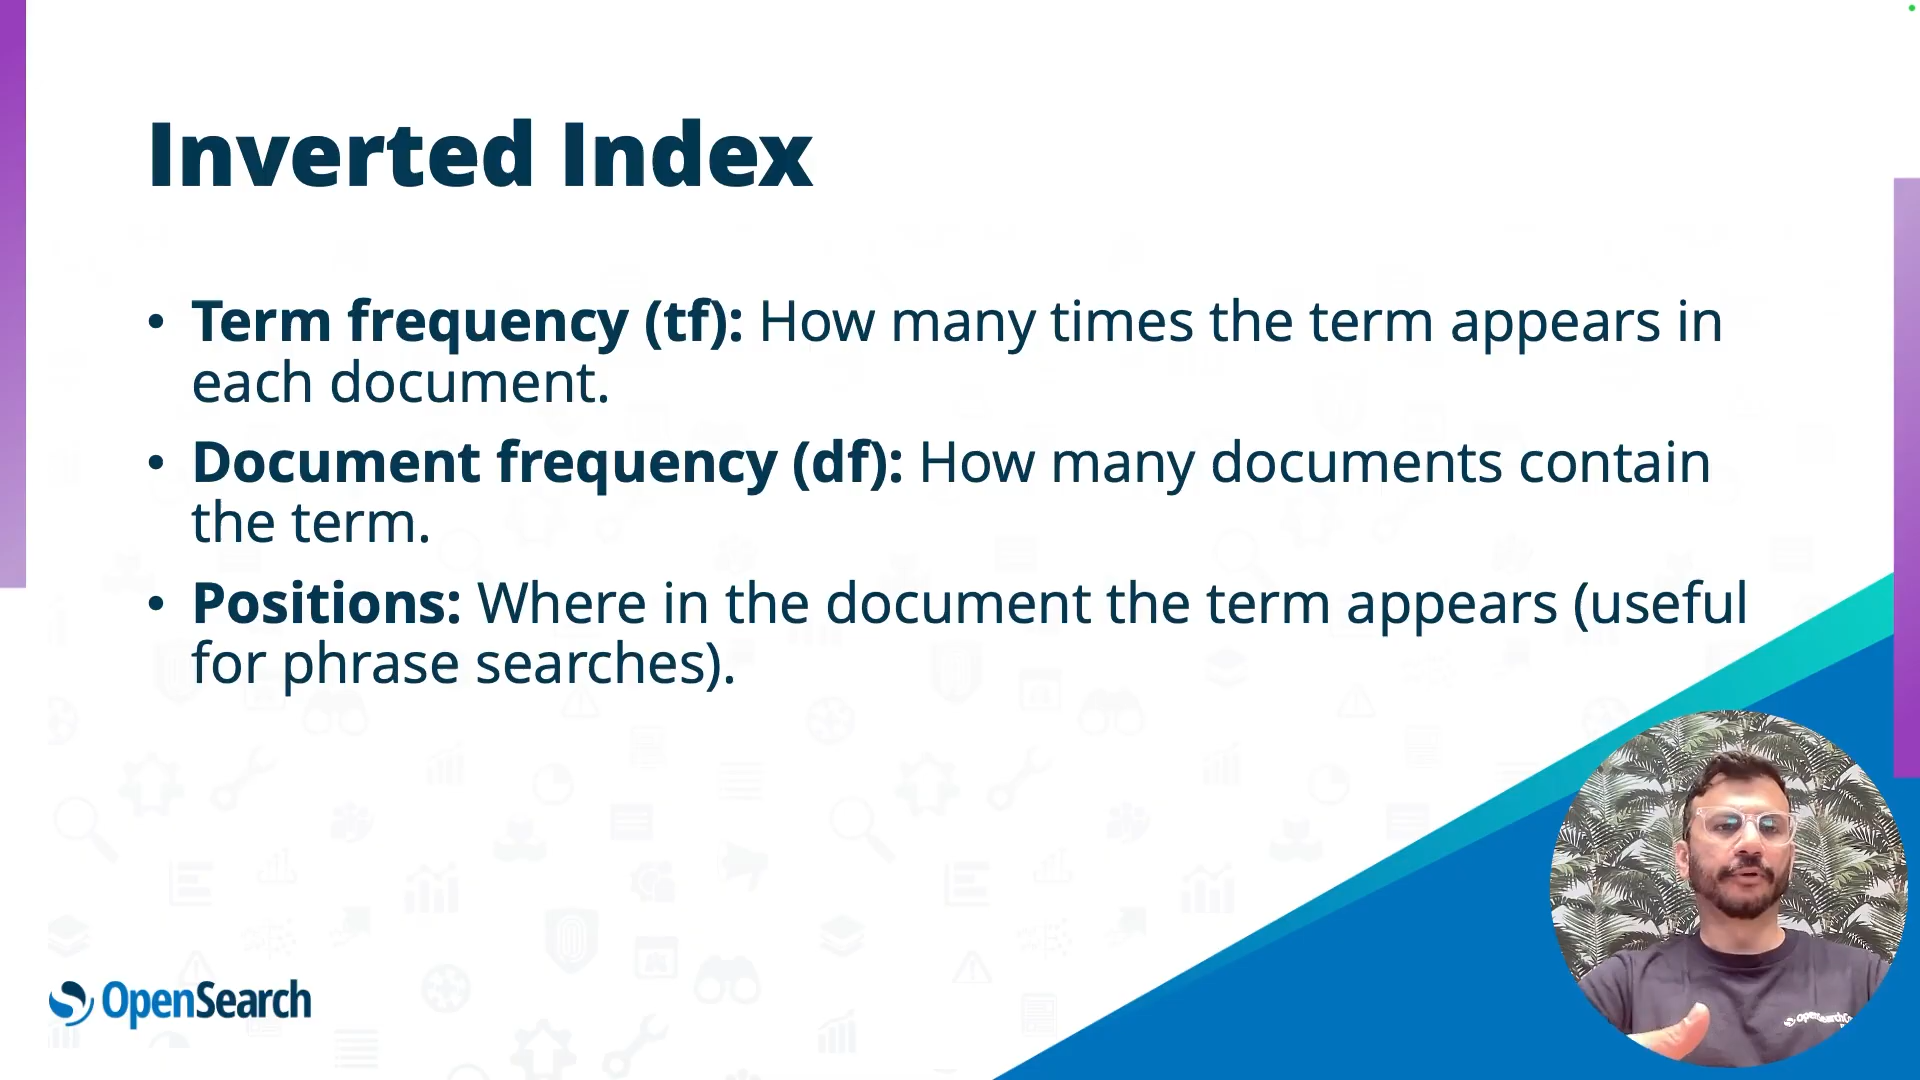 Inverted Index
• Term frequency (tf): How many times the term appears in
each document.
• Document frequency (df): How many documents contain
the term.
• Positions: Where in the document the term appears (useful
for phrase searches).
OpenSearch